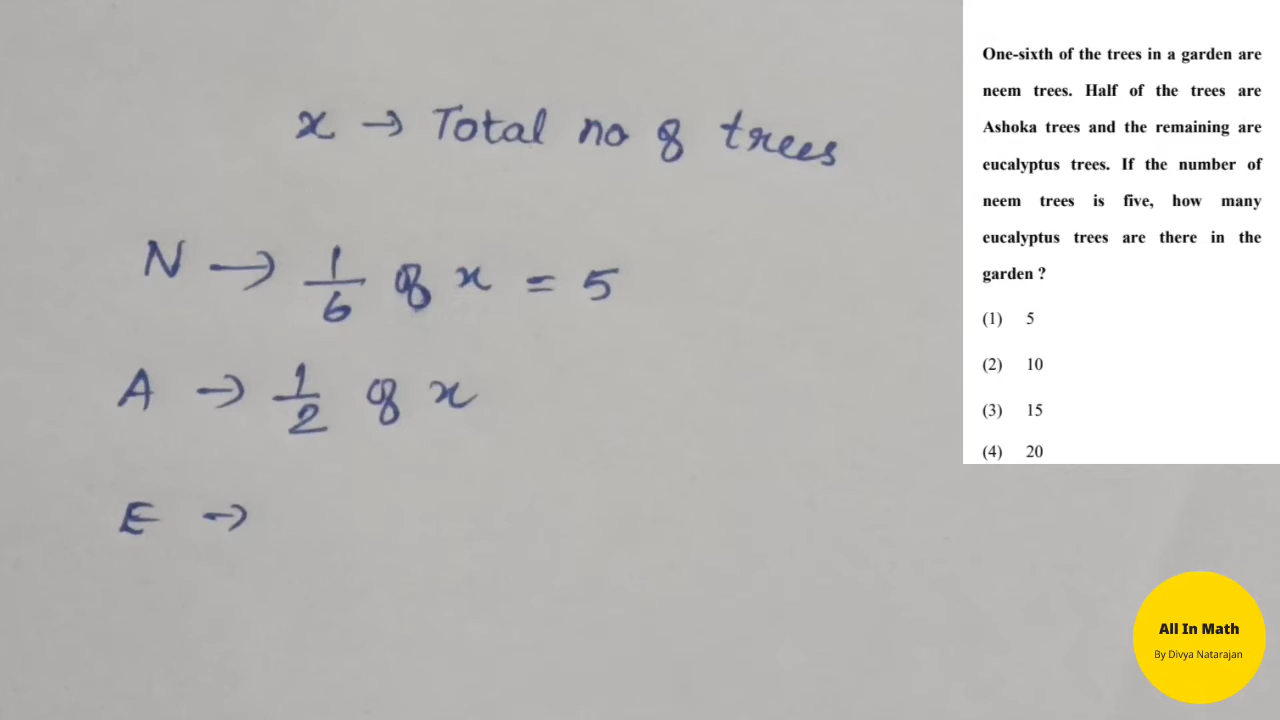 x → Total no of trees
N → 1/6 of x = 5
A → 1/2 of x
E →
One-sixth of the trees in a garden are
neem trees. Half of the trees are
Ashoka trees and the remaining are
eucalyptus trees. If the number of
neem trees is five, how many
eucalyptus trees are there in the
garden ?
(1) 5
(2) 10
(3) 15
(4) 20
All In Math
By Divya Natarajan